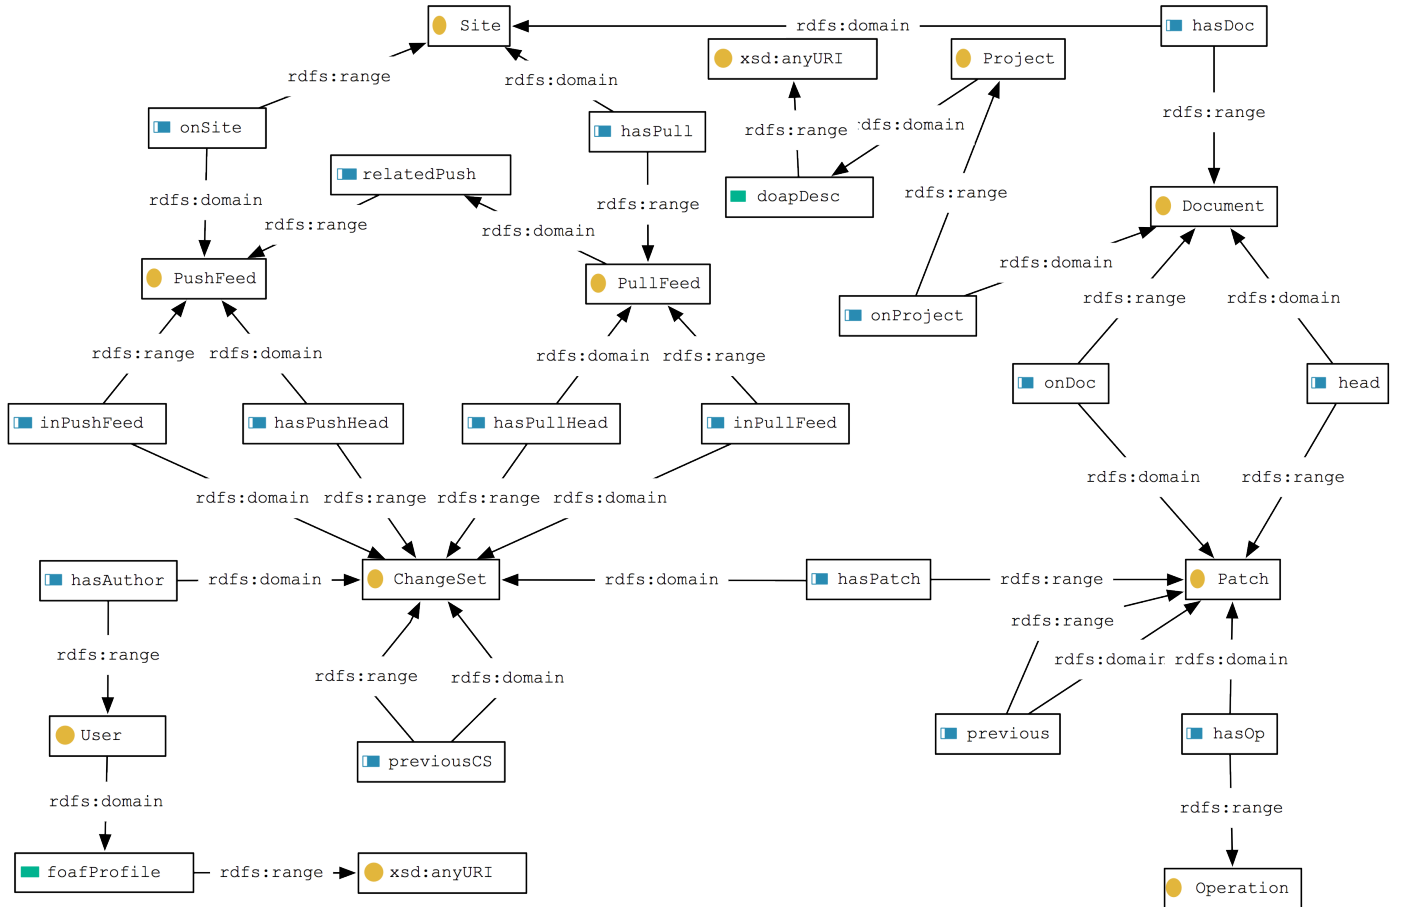 Site
rdfs:domain
hasDoc
xsd:anyURI
Project
rdfs:range
rdfs:domain
rdfs:range
onSite
hasPull
rdfs:range
rdfs:domain
relatedPush
doapDesc
rdfs:domain
rdfs:range
rdfs:range
Document
rdfs:range
rdfs:domain
rdfs:domain
PushFeed
PullFeed
rdfs:range
rdfs:domain
onProject
rdfs:range
rdfs:domain
rdfs:domain
rdfs:range
onDoc
head
inPushFeed
hasPushHead
hasPullHead
inPullFeed
rdfs:domain
rdfs:range
rdfs:domain
rdfs:range
rdfs:range
rdfs:domain
hasAuthor
rdfs:domain
ChangeSet
rdfs:domain
hasPatch
rdfs:range
Patch
rdfs:range
rdfs:range
rdfs:domain
rdfs:domain
rdfs:range
rdfs:domain
User
previousCS
previous
hasOp
rdfs:domain
rdfs:range
foafProfile
rdfs:range
xsd:anyURI
Operation